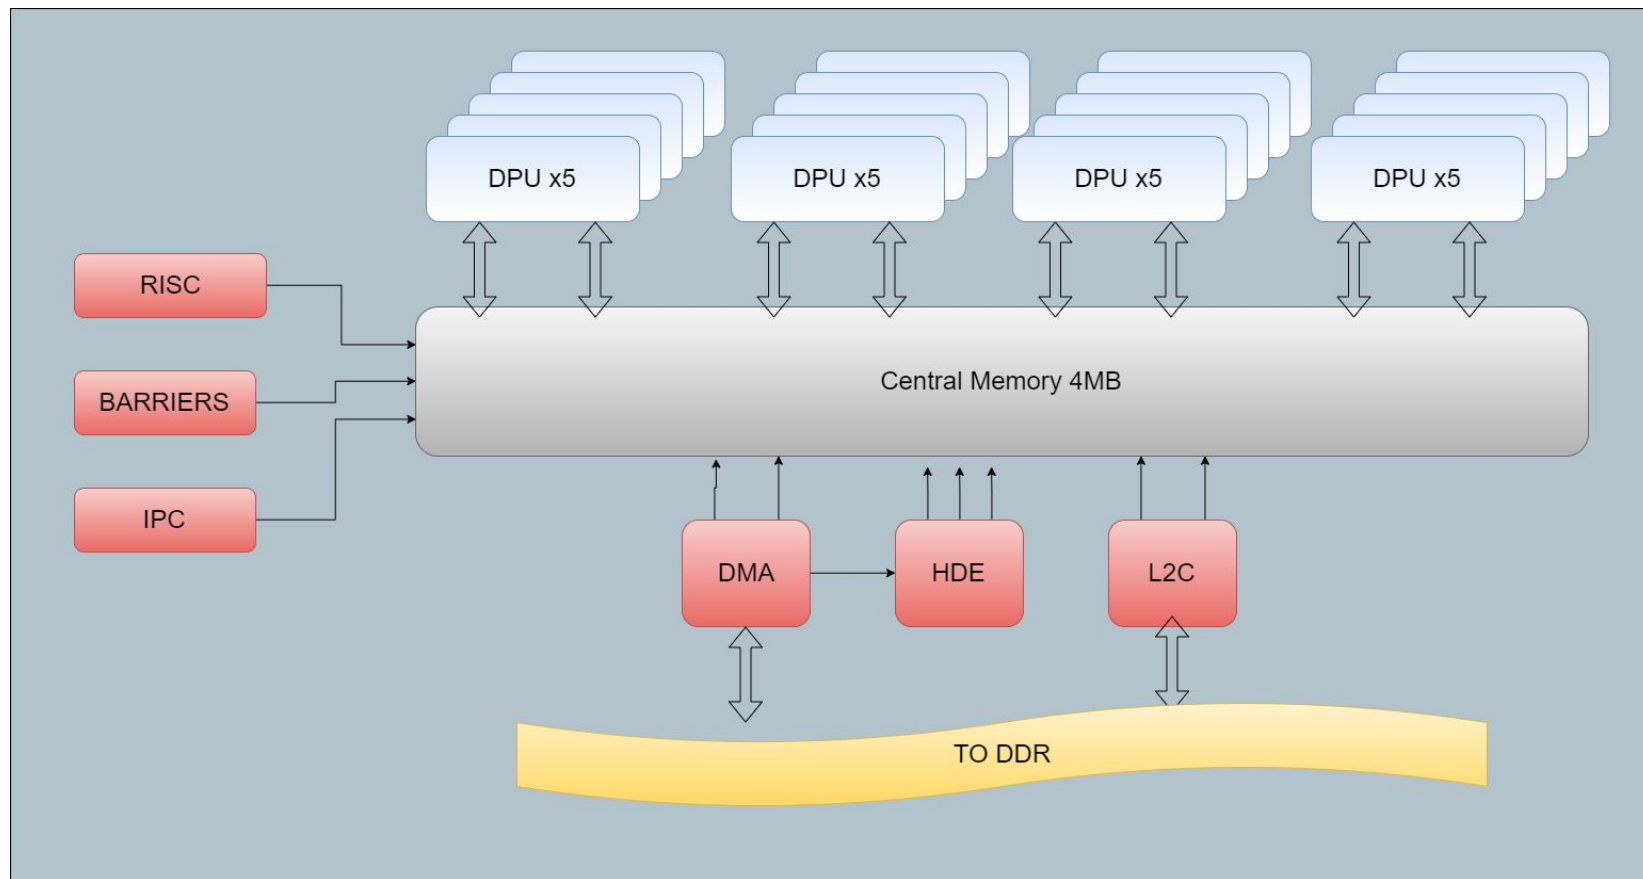 DPU x5
DPU x5
DPU x5
DPU x5
RISC
BARRIERS
IPC
Central Memory 4MB
DMA
HDE
L2C
TO DDR